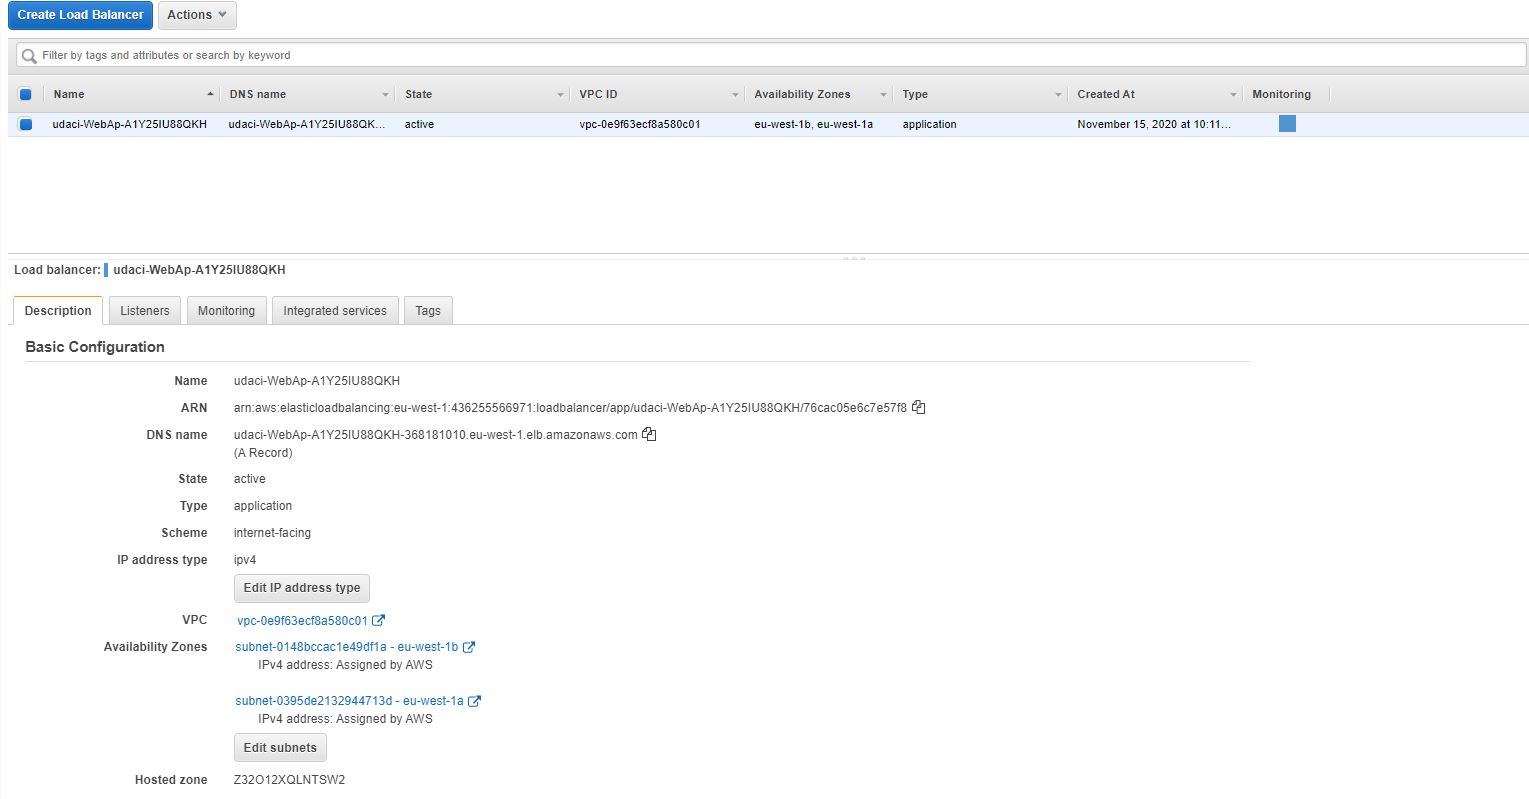 Create Load Balancer Actions
Filter by tags and attributes or search by keyword
Name DNS name State VPC ID Availability Zones Type Created At Monitoring
udaci-WebAp-A1Y25IU88QKH udaci-WebAp-A1Y25IU88QK... active vpc-0e9f63ecf8a580c01 eu-west-1b, eu-west-1a application November 15, 2020 at 10:11...
Load balancer: udaci-WebAp-A1Y25IU88QKH
Description Listeners Monitoring Integrated services Tags
Basic Configuration
Name udaci-WebAp-A1Y25IU88QKH
ARN arn:aws:elasticloadbalancing:eu-west-1:436255566971:loadbalancer/app/udaci-WebAp-A1Y25IU88QKH/76cac05e6c7e57f8
DNS name udaci-WebAp-A1Y25IU88QKH-368181010.eu-west-1.elb.amazonaws.com
(A Record)
State active
Type application
Scheme internet-facing
IP address type ipv4
Edit IP address type
VPC vpc-0e9f63ecf8a580c01
Availability Zones subnet-0148bccac1e49df1a - eu-west-1b
IPv4 address: Assigned by AWS
subnet-0395de2132944713d - eu-west-1a
IPv4 address: Assigned by AWS
Edit subnets
Hosted zone Z32O12XQLNTSW2